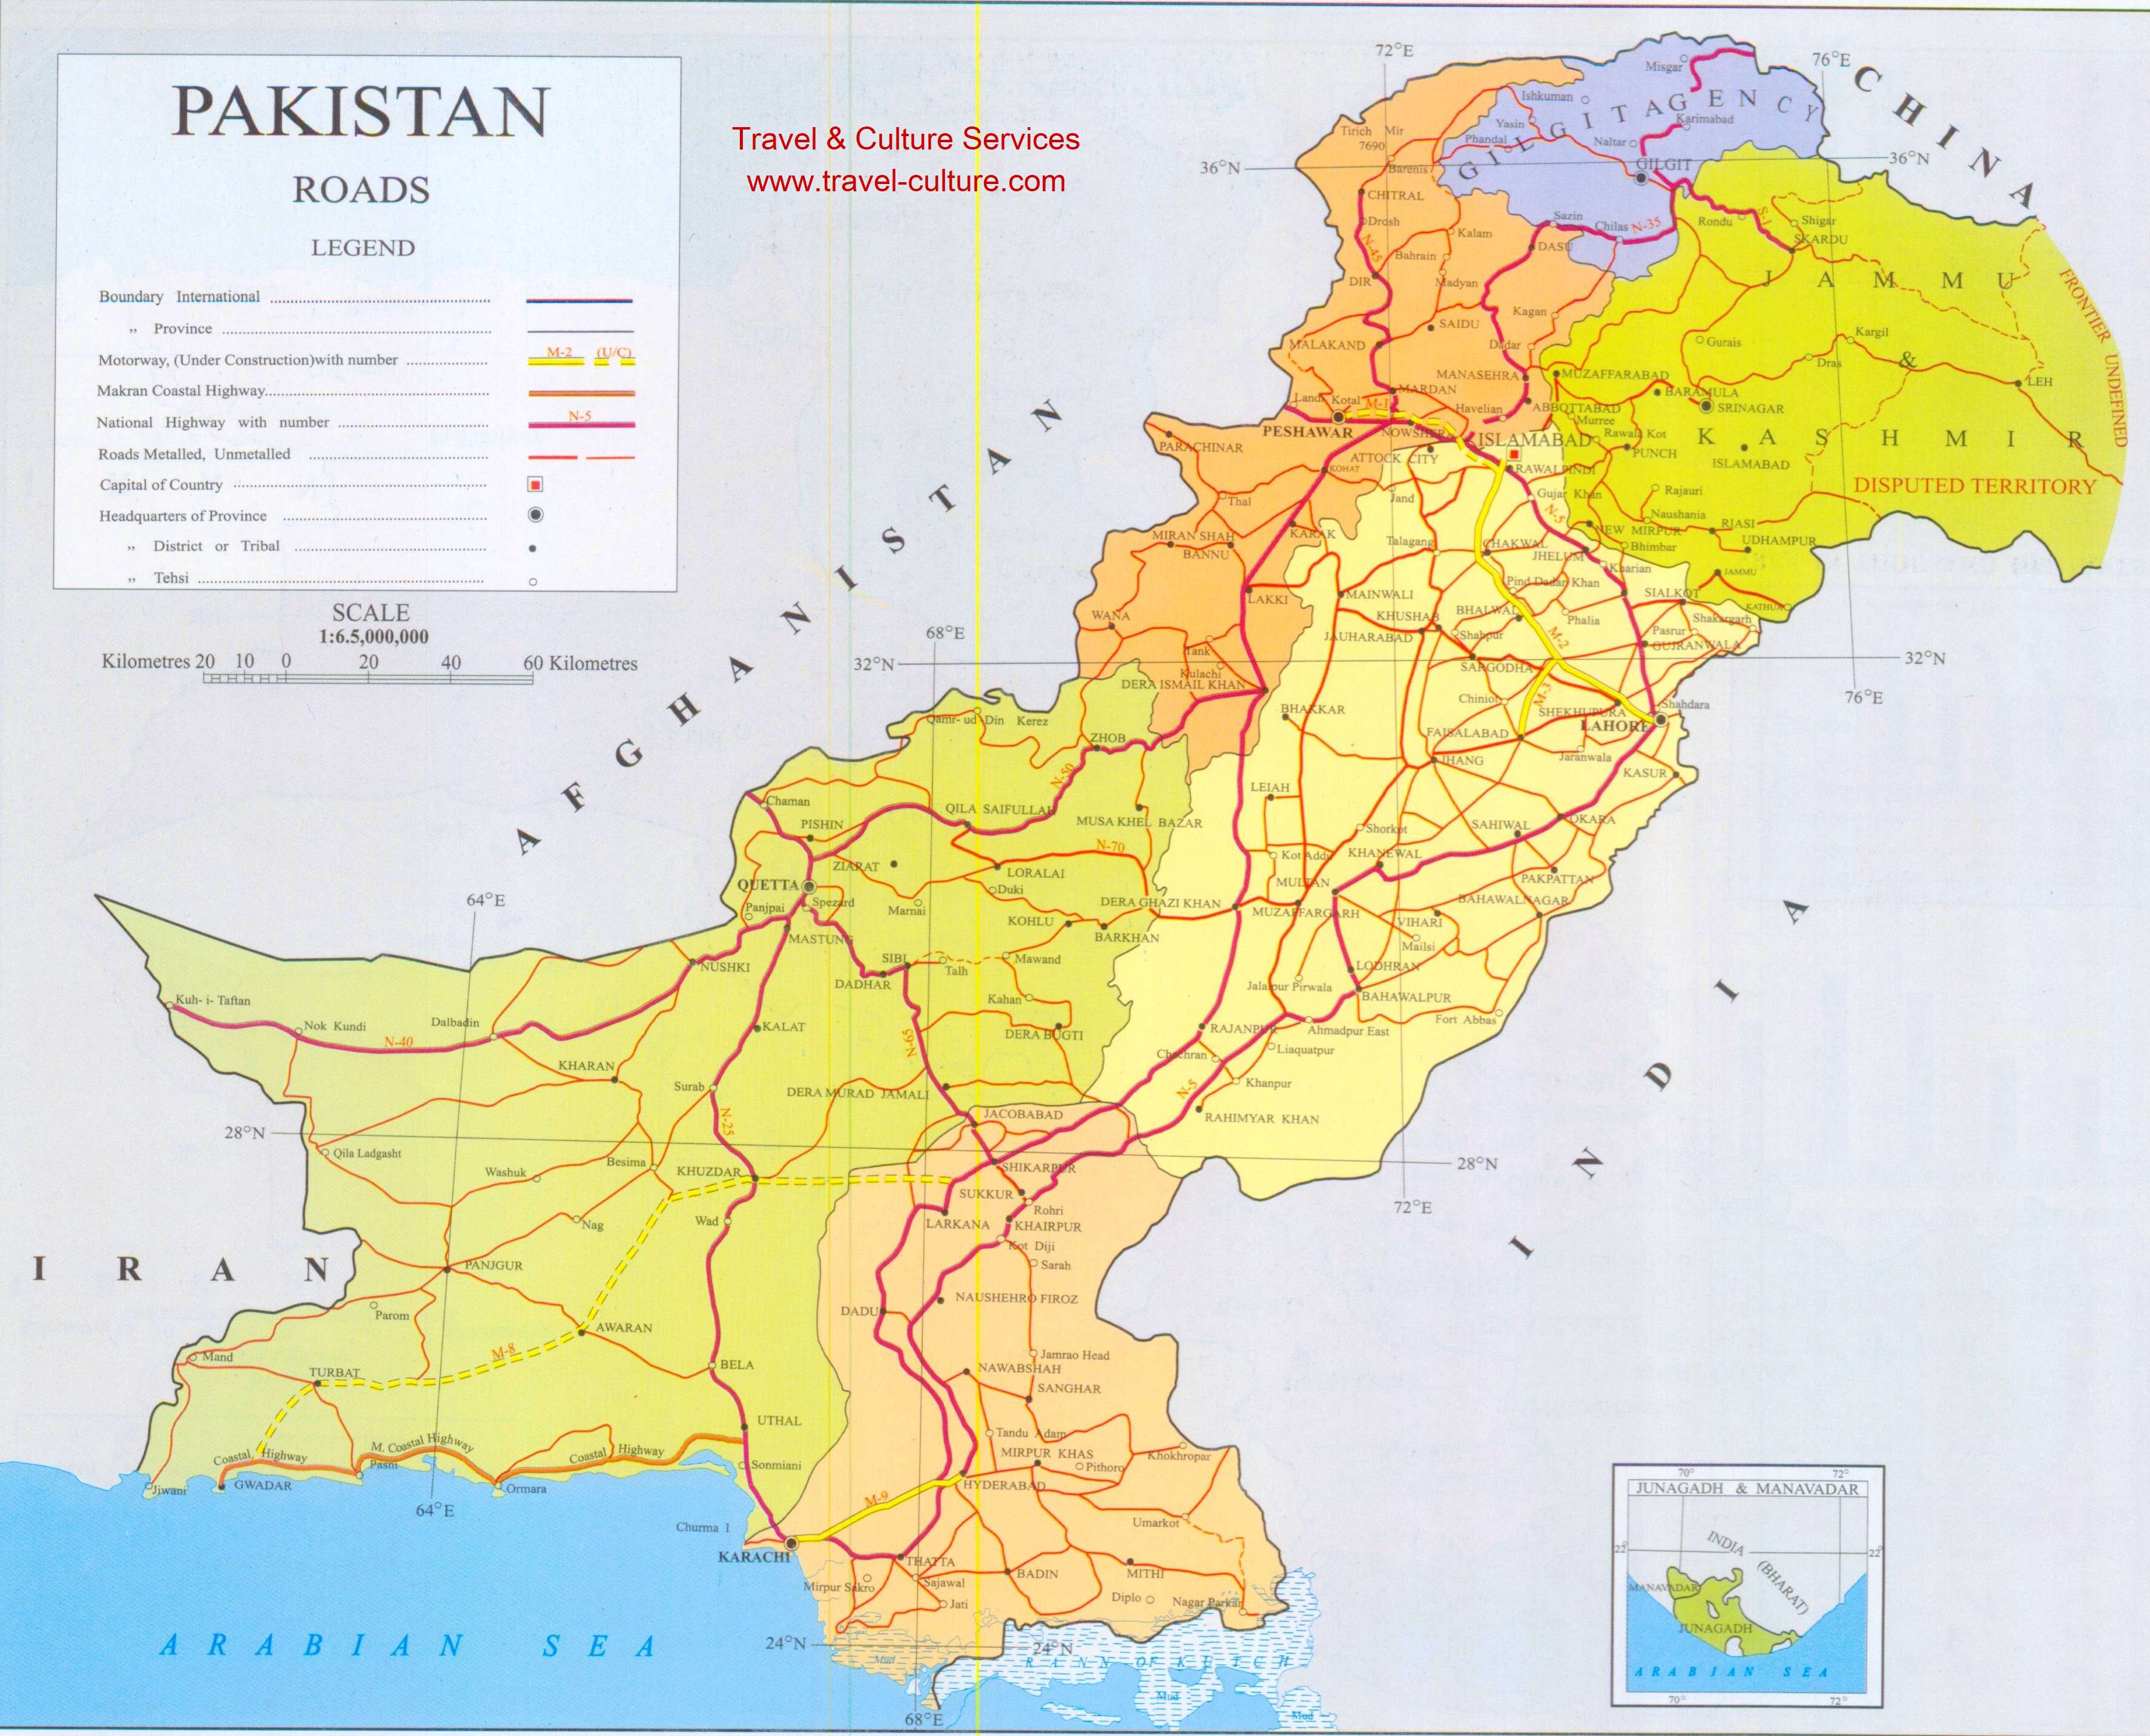 PAKISTAN
ROADS
LEGEND
Boundary International
,, Province
Motorway, (Under Construction)with number
M-2 (U/C)
Makran Coastal Highway
National Highway with number
N-5
Roads Metalled, Unmetalled
Capital of Country
Headquarters of Province
,, District or Tribal
,, Tehsi
SCALE
1:6.5,000,000
Kilometres 20 10 0 20 40 60 Kilometres
Travel & Culture Services
www.travel-culture.com
72°E
76°E
CHINA
36°N
36°N
GILGIT AGENCY
Misgar
Ishkuman
Karimabad
Yasin
Phandal
Naltar
GILGIT
Tirich Mir
7690
Barenis
CHITRAL
Drosh
N-45
Kalam
Bahrain
Madyan
Sazin
Chilas
N-35
DASU
Rondu
S-1
Shigar
SKARDU
DIR
SAIDU
Kagan
MALAKAND
Dadar
MANASEHRA
MARDAN
Landi Kotal
M-1
Havelian
ABBOTTABAD
PESHAWAR
NOWSHERA
ISLAMABAD
ATTOCK CITY
RAWALPINDI
JAMMU
&
KASHMIR
DISPUTED TERRITORY
FRONTIER UNDEFINED
Gurais
Kargil
Dras
LEH
MUZAFFARABAD
BARAMULA
SRINAGAR
Murree
Rawala Kot
PUNCH
ISLAMABAD
Rajauri
Naushania
RIASI
NEW MIRPUR
UDHAMPUR
Bhimbar
JAMMU
KATHUA
AFGHANISTAN
PARACHINAR
KOHAT
Thal
Jand
Gujar Khan
N-5
MIRAN SHAH
BANNU
KARAK
Talagang
CHAKWAL
JHELUM
Kharian
Pind Dadan Khan
LAKKI
MAINWALI
SIALKOT
WANA
KHUSHAB
BHALWAL
Phalia
Shakargarh
JAUHARABAD
Shahpur
M-2
Pasrur
GUJRANWALA
68°E
32°N
32°N
Tank
Kulachi
DERA ISMAIL KHAN
SARGODHA
76°E
Chiniot
M-3
SHEKHUPURA
Shahdara
LAHORE
Qamr-ud-Din Kerez
BHAKKAR
FAISALABAD
Jaranwala
ZHOB
JHANG
KASUR
N-50
LEIAH
Chaman
QILA SAIFULLAH
MUSA KHEL BAZAR
PISHIN
Shorkot
SAHIWAL
OKARA
N-70
ZIARAT
LORALAI
Kot Addu
KHANEWAL
QUETTA
Duki
MULTAN
PAKPATTAN
Panjpai
Spezard
Marnai
DERA GHAZI KHAN
MUZAFFARGARH
BAHAWALNAGAR
64°E
KOHLU
BARKHAN
VIHARI
MASTUNG
Mailsi
NUSHKI
SIBI
Talh
Mawand
LODHRAN
DADHAR
Jalalpur Pirwala
Kuh-i-Taftan
Kahan
BAHAWALPUR
Nok Kundi
Dalbadin
KALAT
DERA BUGTI
RAJANPUR
Ahmadpur East
Fort Abbas
N-40
N-65
Chachran
Liaquatpur
KHARAN
Surab
DERA MURAD JAMALI
N-5
Khanpur
JACOBABAD
RAHIMYAR KHAN
N-25
28°N
28°N
Qila Ladgasht
Besima
SHIKARPUR
Washuk
KHUZDAR
72°E
SUKKUR
Rohri
Nag
Wad
LARKANA
KHAIRPUR
Kot Diji
INDIA
IRAN
PANJGUR
Sarah
NAUSHEHRO FIROZ
Parom
DADU
AWARAN
M-8
Mand
BELA
Jamrao Head
TURBAT
NAWABSHAH
SANGHAR
UTHAL
Tandu Adam
Coastal Highway
M. Coastal Highway
Coastal Highway
MIRPUR KHAS
Khokhropar
Pasni
Sonmiani
Pithoro
Jiwani
GWADAR
Ormara
HYDERABAD
64°E
M-9
Churma I
Umarkot
KARACHI
THATTA
MITHI
Mirpur Sakro
Sajawal
BADIN
Jati
Diplo
Nagar Parkar
ARABIAN SEA
24°N
24°N
Mud
RANN OF KUTCH
Mud
Mud
68°E
70° 72°
JUNAGADH & MANAVADAR
INDIA
(BHARAT)
22° 22°
MANAVADAR
JUNAGADH
ARABIAN SEA
70° 72°